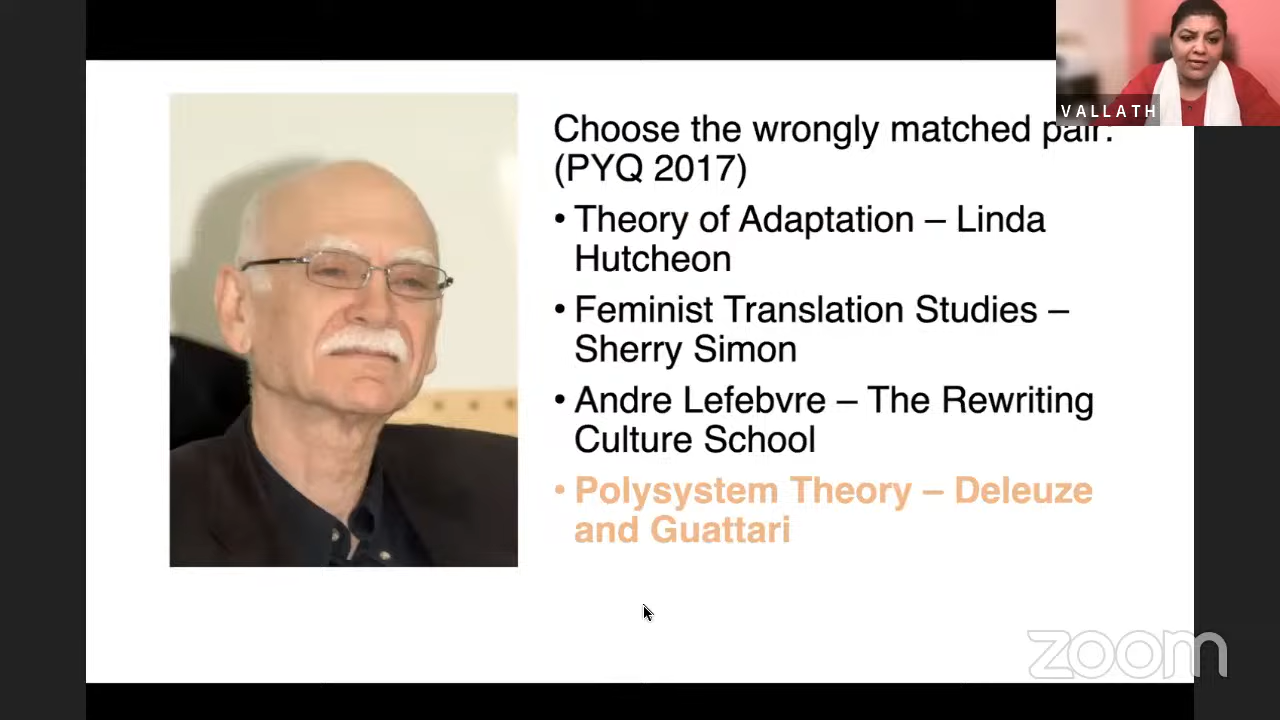 VALLATH
Choose the wrongly matched pair:
(PYQ 2017)
• Theory of Adaptation – Linda
Hutcheon
• Feminist Translation Studies –
Sherry Simon
• Andre Lefebvre – The Rewriting
Culture School
• Polysystem Theory – Deleuze
and Guattari
zoom